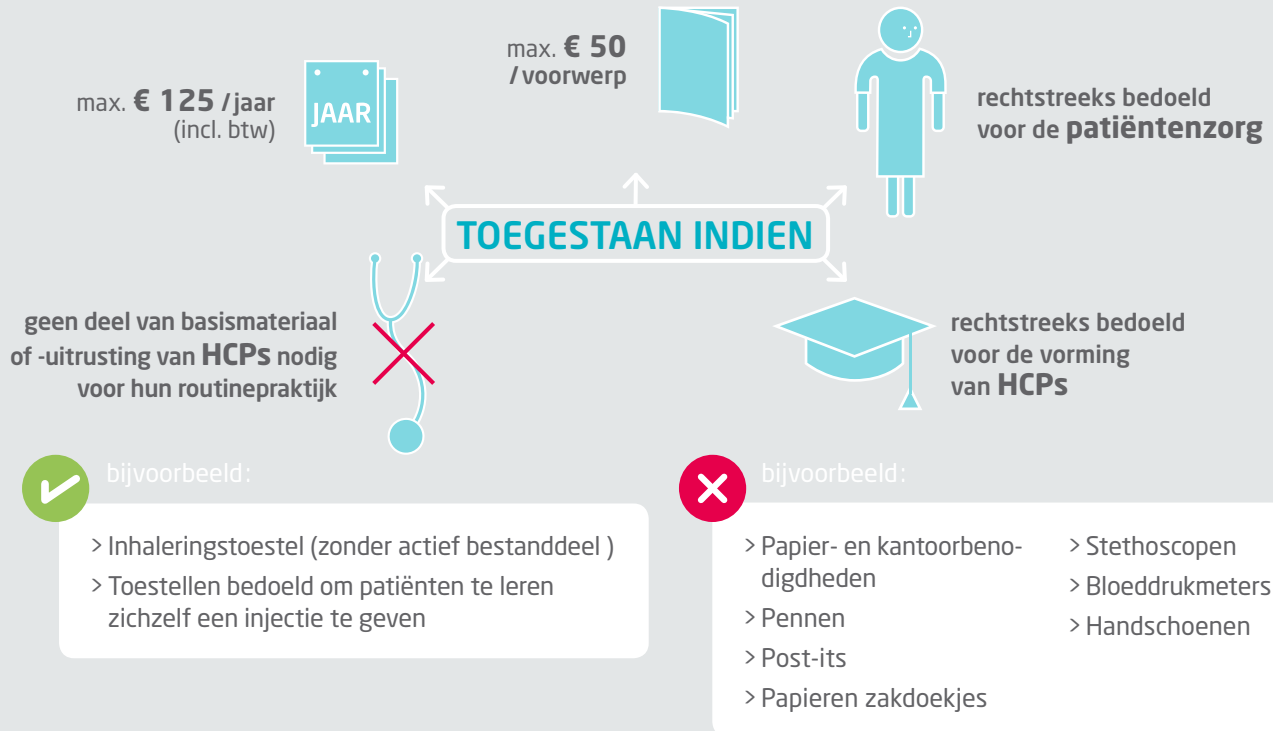 max. € 125 / jaar
(incl. btw)
JAAR
max. € 50
/ voorwerp
rechtstreeks bedoeld
voor de patiëntenzorg
TOEGESTAAN INDIEN
geen deel van basismateriaal
of -uitrusting van HCPs nodig
voor hun routinepraktijk
rechtstreeks bedoeld
voor de vorming
van HCPs
bijvoorbeeld:
> Inhaleringstoestel (zonder actief bestanddeel )
> Toestellen bedoeld om patiënten te leren
zichzelf een injectie te geven
bijvoorbeeld:
> Papier- en kantoorbeno-
digdheden
> Pennen
> Post-its
> Papieren zakdoekjes
> Stethoscopen
> Bloeddrukmeters
> Handschoenen